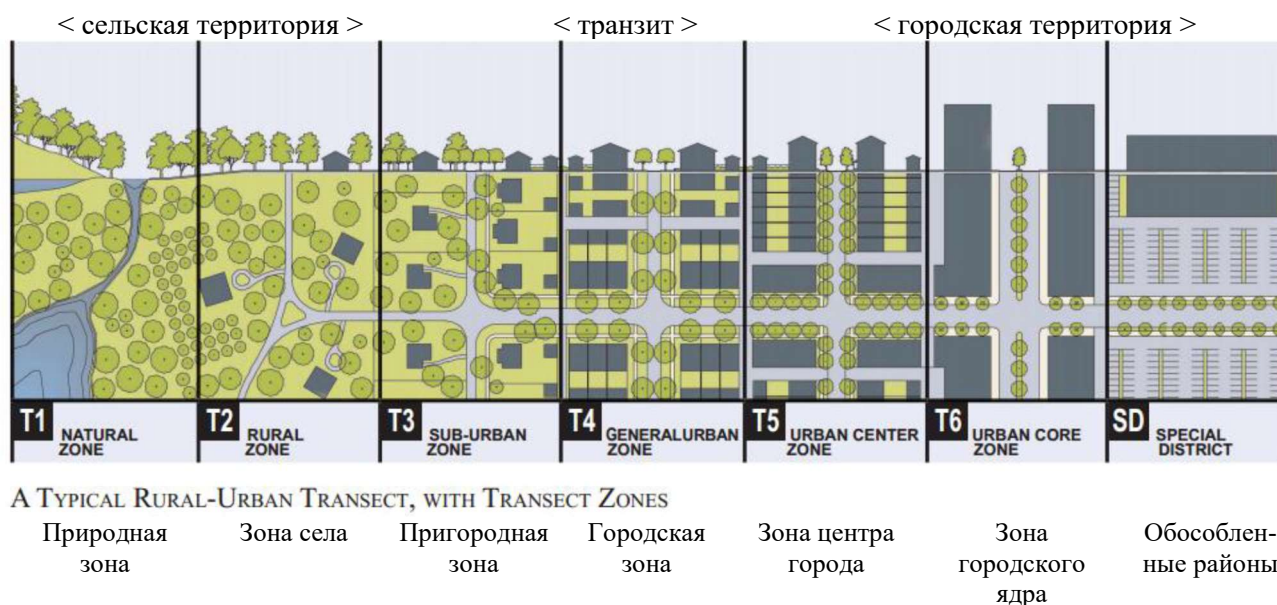 < сельская территория > < транзит > < городская территория >
T1 NATURAL ZONE
T2 RURAL ZONE
T3 SUB-URBAN ZONE
T4 GENERALURBAN ZONE
T5 URBAN CENTER ZONE
T6 URBAN CORE ZONE
SD SPECIAL DISTRICT
A TYPICAL RURAL-URBAN TRANSECT, WITH TRANSECT ZONES
Природная зона
Зона села
Пригородная зона
Городская зона
Зона центра города
Зона городского ядра
Обособлен-
ные районы